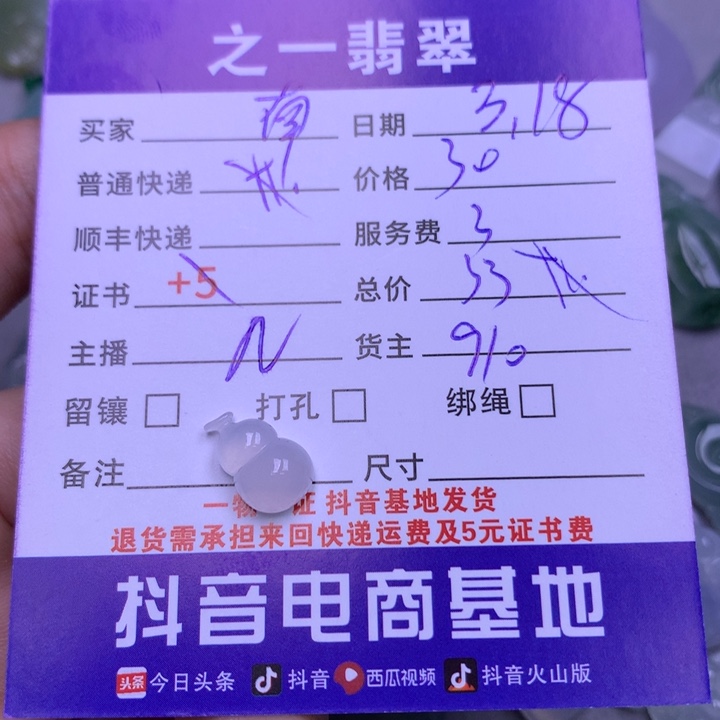 之一翡翠
买家 日期 3.18
普通快递 价格 30
顺丰快递 服务费 3
证书 +5 总价 33
主播 N 货主 910
留镶 打孔 绑绳
备注 尺寸
一物 证 抖音基地发货
退货需承担来回快递运费及5元证书费
抖音电商基地
头条 今日头条 抖音 西瓜视频 抖音火山版